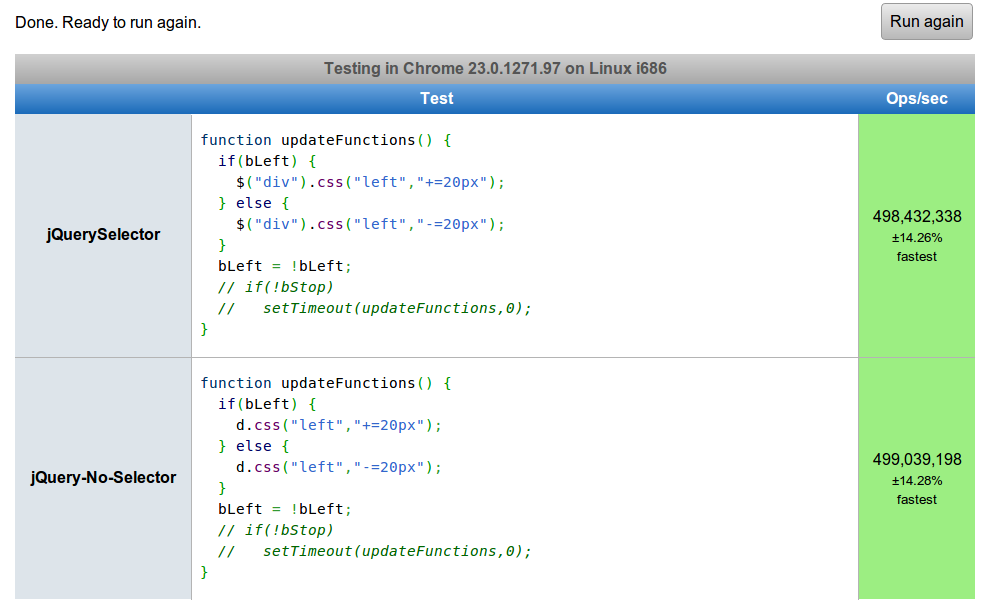 Done. Ready to run again.
Run again
Testing in Chrome 23.0.1271.97 on Linux i686
Test
Ops/sec
jQuerySelector
function updateFunctions() {
  if(bLeft) {
    $("div").css("left","+=20px");
  } else {
    $("div").css("left","-=20px");
  }
  bLeft = !bLeft;
  // if(!bStop)
  //   setTimeout(updateFunctions,0);
}
498,432,338
±14.26%
fastest
jQuery-No-Selector
function updateFunctions() {
  if(bLeft) {
    d.css("left","+=20px");
  } else {
    d.css("left","-=20px");
  }
  bLeft = !bLeft;
  // if(!bStop)
  //   setTimeout(updateFunctions,0);
}
499,039,198
±14.28%
fastest